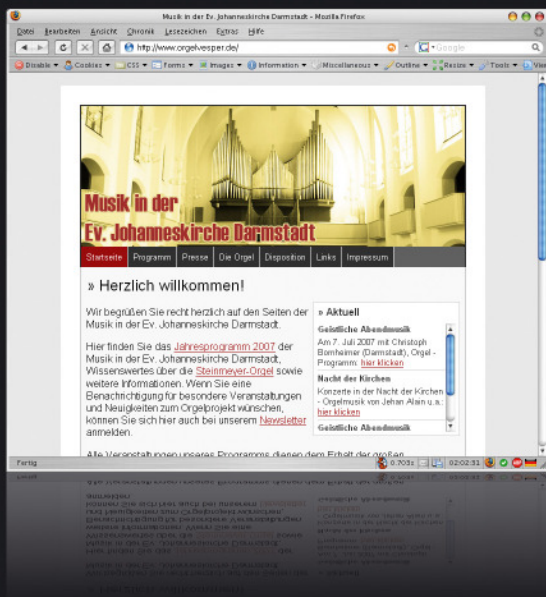 Musik in der Ev. Johanneskirche Darmstadt - Mozilla Firefox
Datei Bearbeiten Ansicht Chronik Lesezeichen Extras Hilfe
http://www.orgelvesper.de/
Google
Disable Cookies CSS Forms Images Information Miscellaneous Outline Resize Tools
Musik in der
Ev. Johanneskirche Darmstadt
Startseite Programm Presse Die Orgel Disposition Links Impressum
» Herzlich willkommen!
Wir begrüßen Sie recht herzlich auf den Seiten der
Musik in der Ev. Johanneskirche Darmstadt.
Hier finden Sie das Jahresprogramm 2007 der
Musik in der Ev. Johanneskirche Darmstadt,
Wissenswertes über die Steinmeyer-Orgel sowie
weitere Informationen. Wenn Sie eine
Benachrichtigung für besondere Veranstaltungen
und Neuigkeiten zum Orgelprojekt wünschen,
können Sie sich hier auch bei unserem Newsletter
anmelden.
Alle Veranstaltungen unseres Programms dienen dem Erhalt der großen
» Aktuell
Geistliche Abendmusik
Am 7. Juli 2007 mit Christoph
Bornheimer (Darmstadt), Orgel -
Programm: hier klicken
Nacht der Kirchen
Konzerte in der Nacht der Kirchen
- Orgelmusik von Jehan Alain u.a.:
hier klicken
Geistliche Abendmusik
Fertig
0.703s
02:02:51